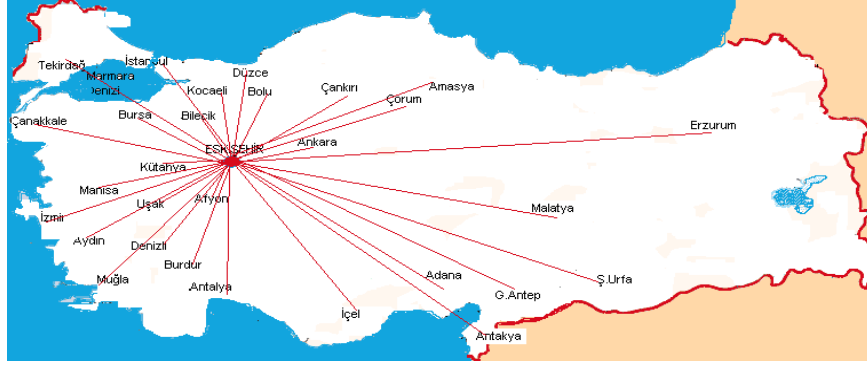 İstansul
Tekirdağ
Düzce
Marmara
Denizi
Kocaeli
Bolu
Çankırı
Amasya
Çorum
Çanakkale
Bursa
Bilecik
Erzurum
Ankara
ESKİŞEHİR
Kütahya
Manisa
Uşak
Afyon
Malatya
İzmir
Aydın
Denizli
Burdur
Muğla
Antalya
Adana
Ş.Urfa
G.Antep
İçel
Antakya